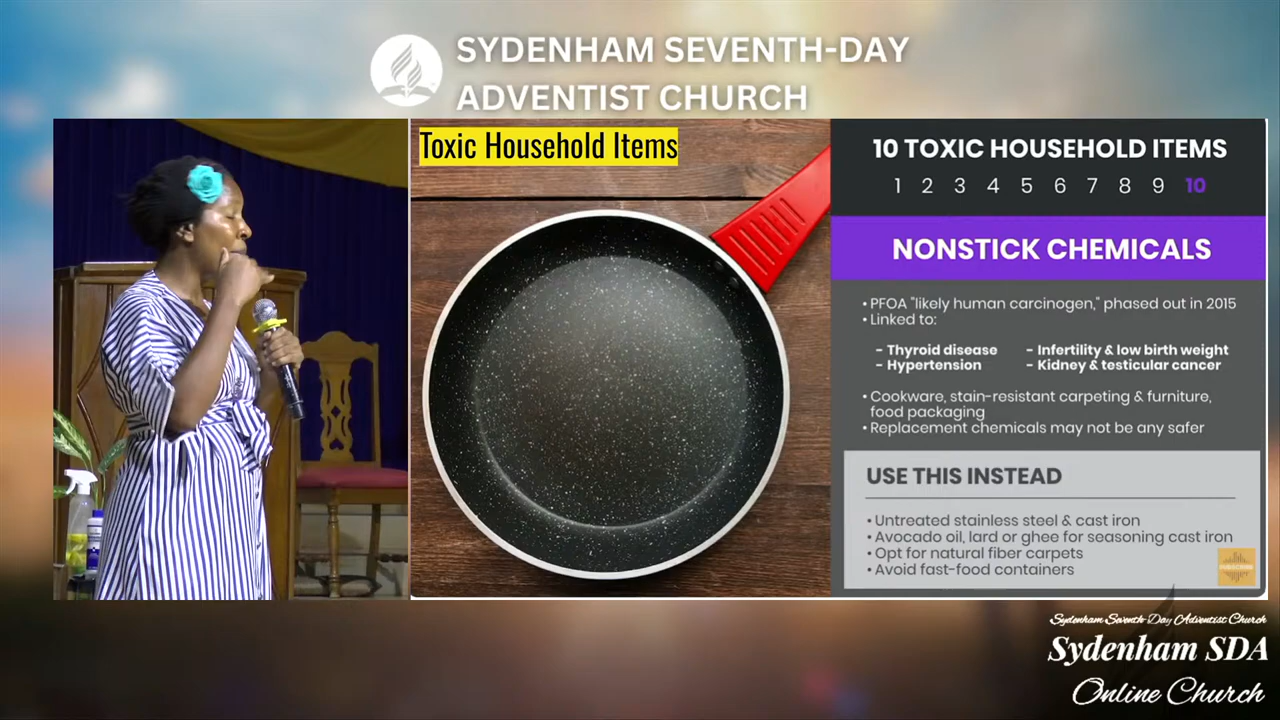 SYDENHAM SEVENTH-DAY
ADVENTIST CHURCH
Toxic Household Items
10 TOXIC HOUSEHOLD ITEMS
1 2 3 4 5 6 7 8 9 10
NONSTICK CHEMICALS
• PFOA "likely human carcinogen," phased out in 2015
• Linked to:
- Thyroid disease - Infertility & low birth weight
- Hypertension - Kidney & testicular cancer
• Cookware, stain-resistant carpeting & furniture,
food packaging
• Replacement chemicals may not be any safer
USE THIS INSTEAD
• Untreated stainless steel & cast iron
• Avocado oil, lard or ghee for seasoning cast iron
• Opt for natural fiber carpets
• Avoid fast-food containers
SUBSCRIBE
Sydenham Seventh-Day Adventist Church
Sydenham SDA
Online Church